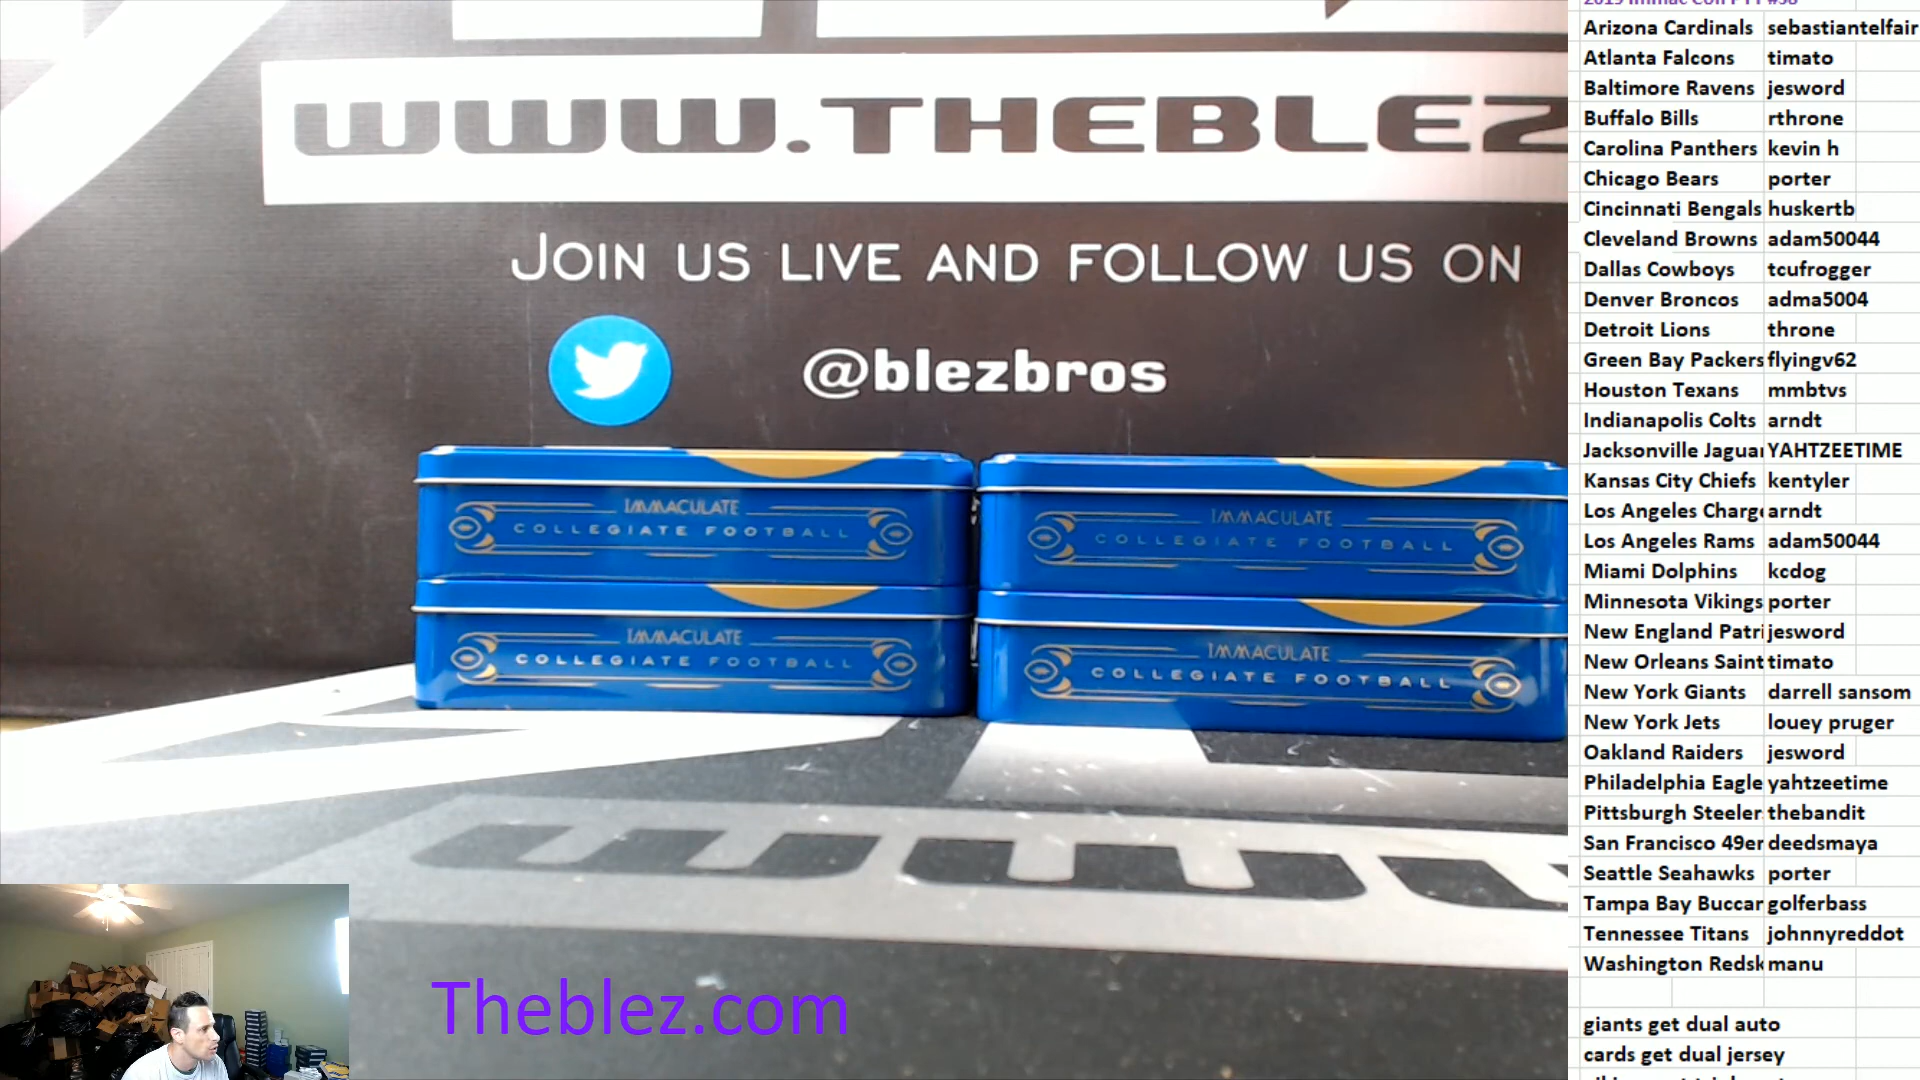 WWW.THEBLEZ
JOIN US LIVE AND FOLLOW US ON
@blezbros
IMMACULATE
COLLEGIATE FOOTBALL
IMMACULATE
COLLEGIATE FOOTBALL
IMMACULATE
COLLEGIATE FOOTBALL
IMMACULATE
COLLEGIATE FOOTBALL
Theblez.com
Arizona Cardinals sebastiantelfair
Atlanta Falcons timato
Baltimore Ravens jesword
Buffalo Bills rthrone
Carolina Panthers kevin h
Chicago Bears porter
Cincinnati Bengals huskertb
Cleveland Browns adam50044
Dallas Cowboys tcufrogger
Denver Broncos adma5004
Detroit Lions throne
Green Bay Packers flyingv62
Houston Texans mmbtvs
Indianapolis Colts arndt
Jacksonville Jaguar YAHTZEETIME
Kansas City Chiefs kentyler
Los Angeles Charge arndt
Los Angeles Rams adam50044
Miami Dolphins kcdog
Minnesota Vikings porter
New England Patri jesword
New Orleans Saint timato
New York Giants darrell sansom
New York Jets louey pruger
Oakland Raiders jesword
Philadelphia Eagle yahtzeetime
Pittsburgh Steeler thebandit
San Francisco 49er deedsmaya
Seattle Seahawks porter
Tampa Bay Buccan golferbass
Tennessee Titans johnnyreddot
Washington Redsk manu
giants get dual auto
cards get dual jersey